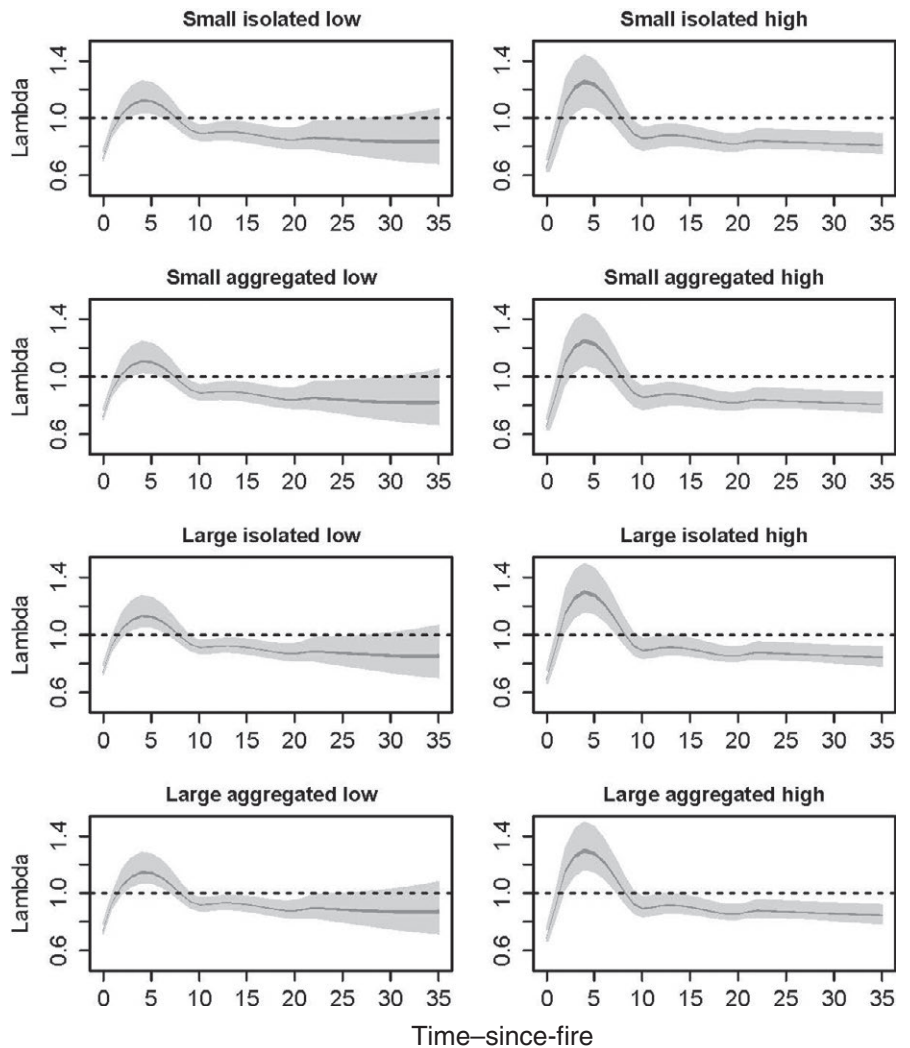 Small isolated low
Small isolated high
Lambda
0.6 1.0 1.4
0 5 10 15 20 25 30 35
0 5 10 15 20 25 30 35
Small aggregated low
Small aggregated high
Lambda
0.6 1.0 1.4
0 5 10 15 20 25 30 35
0 5 10 15 20 25 30 35
Large isolated low
Large isolated high
Lambda
0.6 1.0 1.4
0 5 10 15 20 25 30 35
0 5 10 15 20 25 30 35
Large aggregated low
Large aggregated high
Lambda
0.6 1.0 1.4
0 5 10 15 20 25 30 35
0 5 10 15 20 25 30 35
Time–since-fire